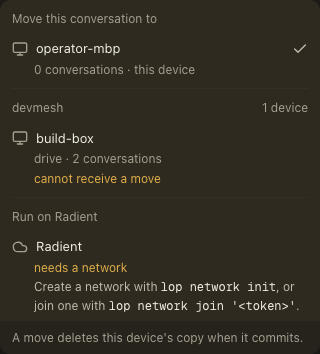 Move this conversation to
operator-mbp
0 conversations · this device
devmesh 1 device
build-box
drive · 2 conversations
cannot receive a move
Run on Radient
Radient
needs a network
Create a network with lop network init, or
join one with lop network join '<token>'.
A move deletes this device's copy when it commits.